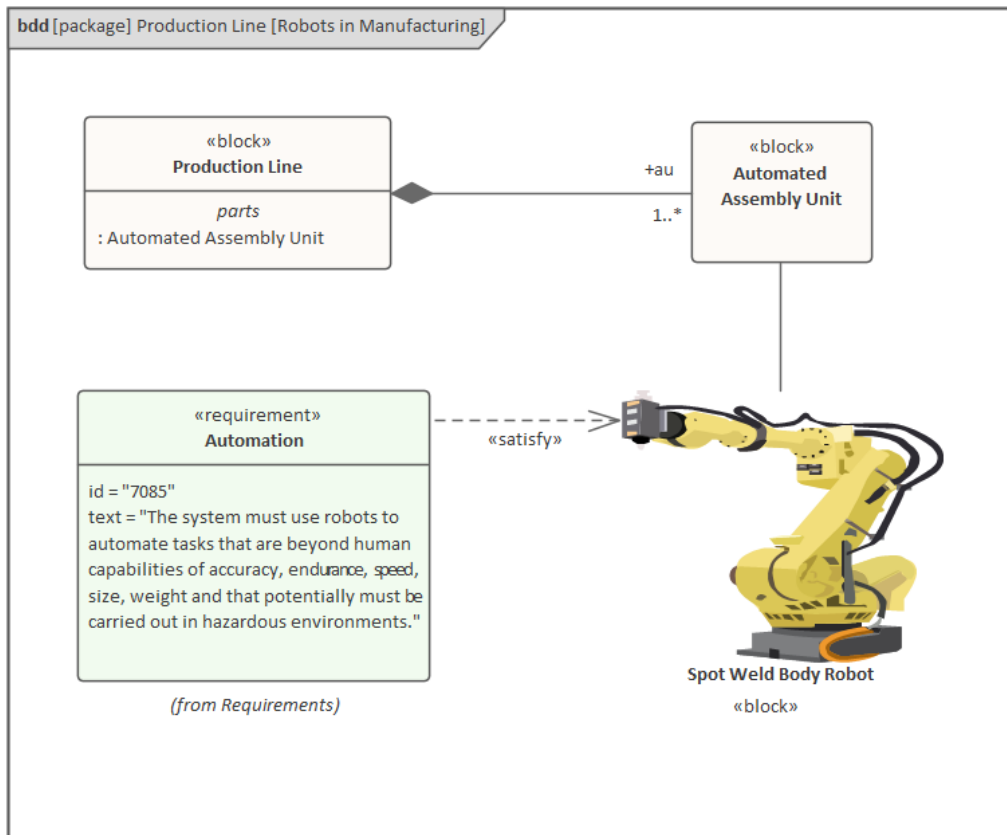 bdd [package] Production Line [Robots in Manufacturing]
«block»
Production Line
parts
: Automated Assembly Unit
+au
1..*
«block»
Automated
Assembly Unit
«requirement»
Automation
id = "7085"
text = "The system must use robots to
automate tasks that are beyond human
capabilities of accuracy, endurance, speed,
size, weight and that potentially must be
carried out in hazardous environments."
(from Requirements)
«satisfy»
Spot Weld Body Robot
«block»